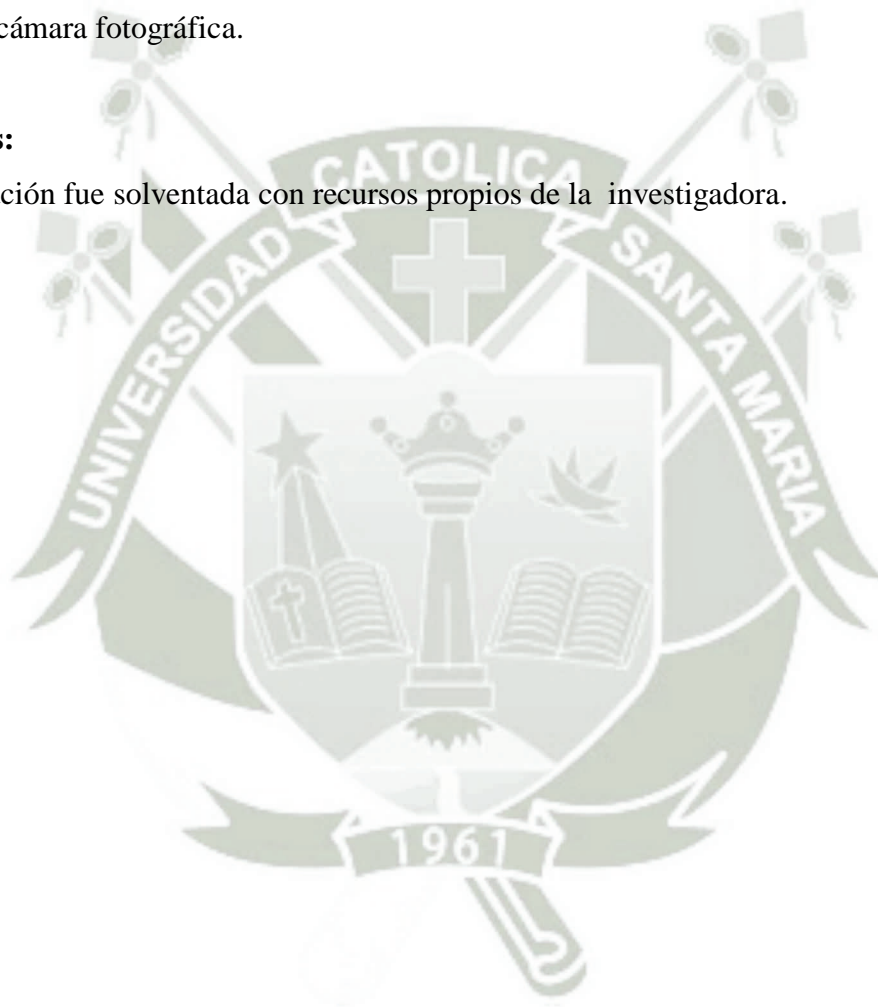 cámara fotográfica.
s:
ción fue solventada con recursos propios de la investigadora.
UNIVERSIDAD CATOLICA SANTA MARIA
1961